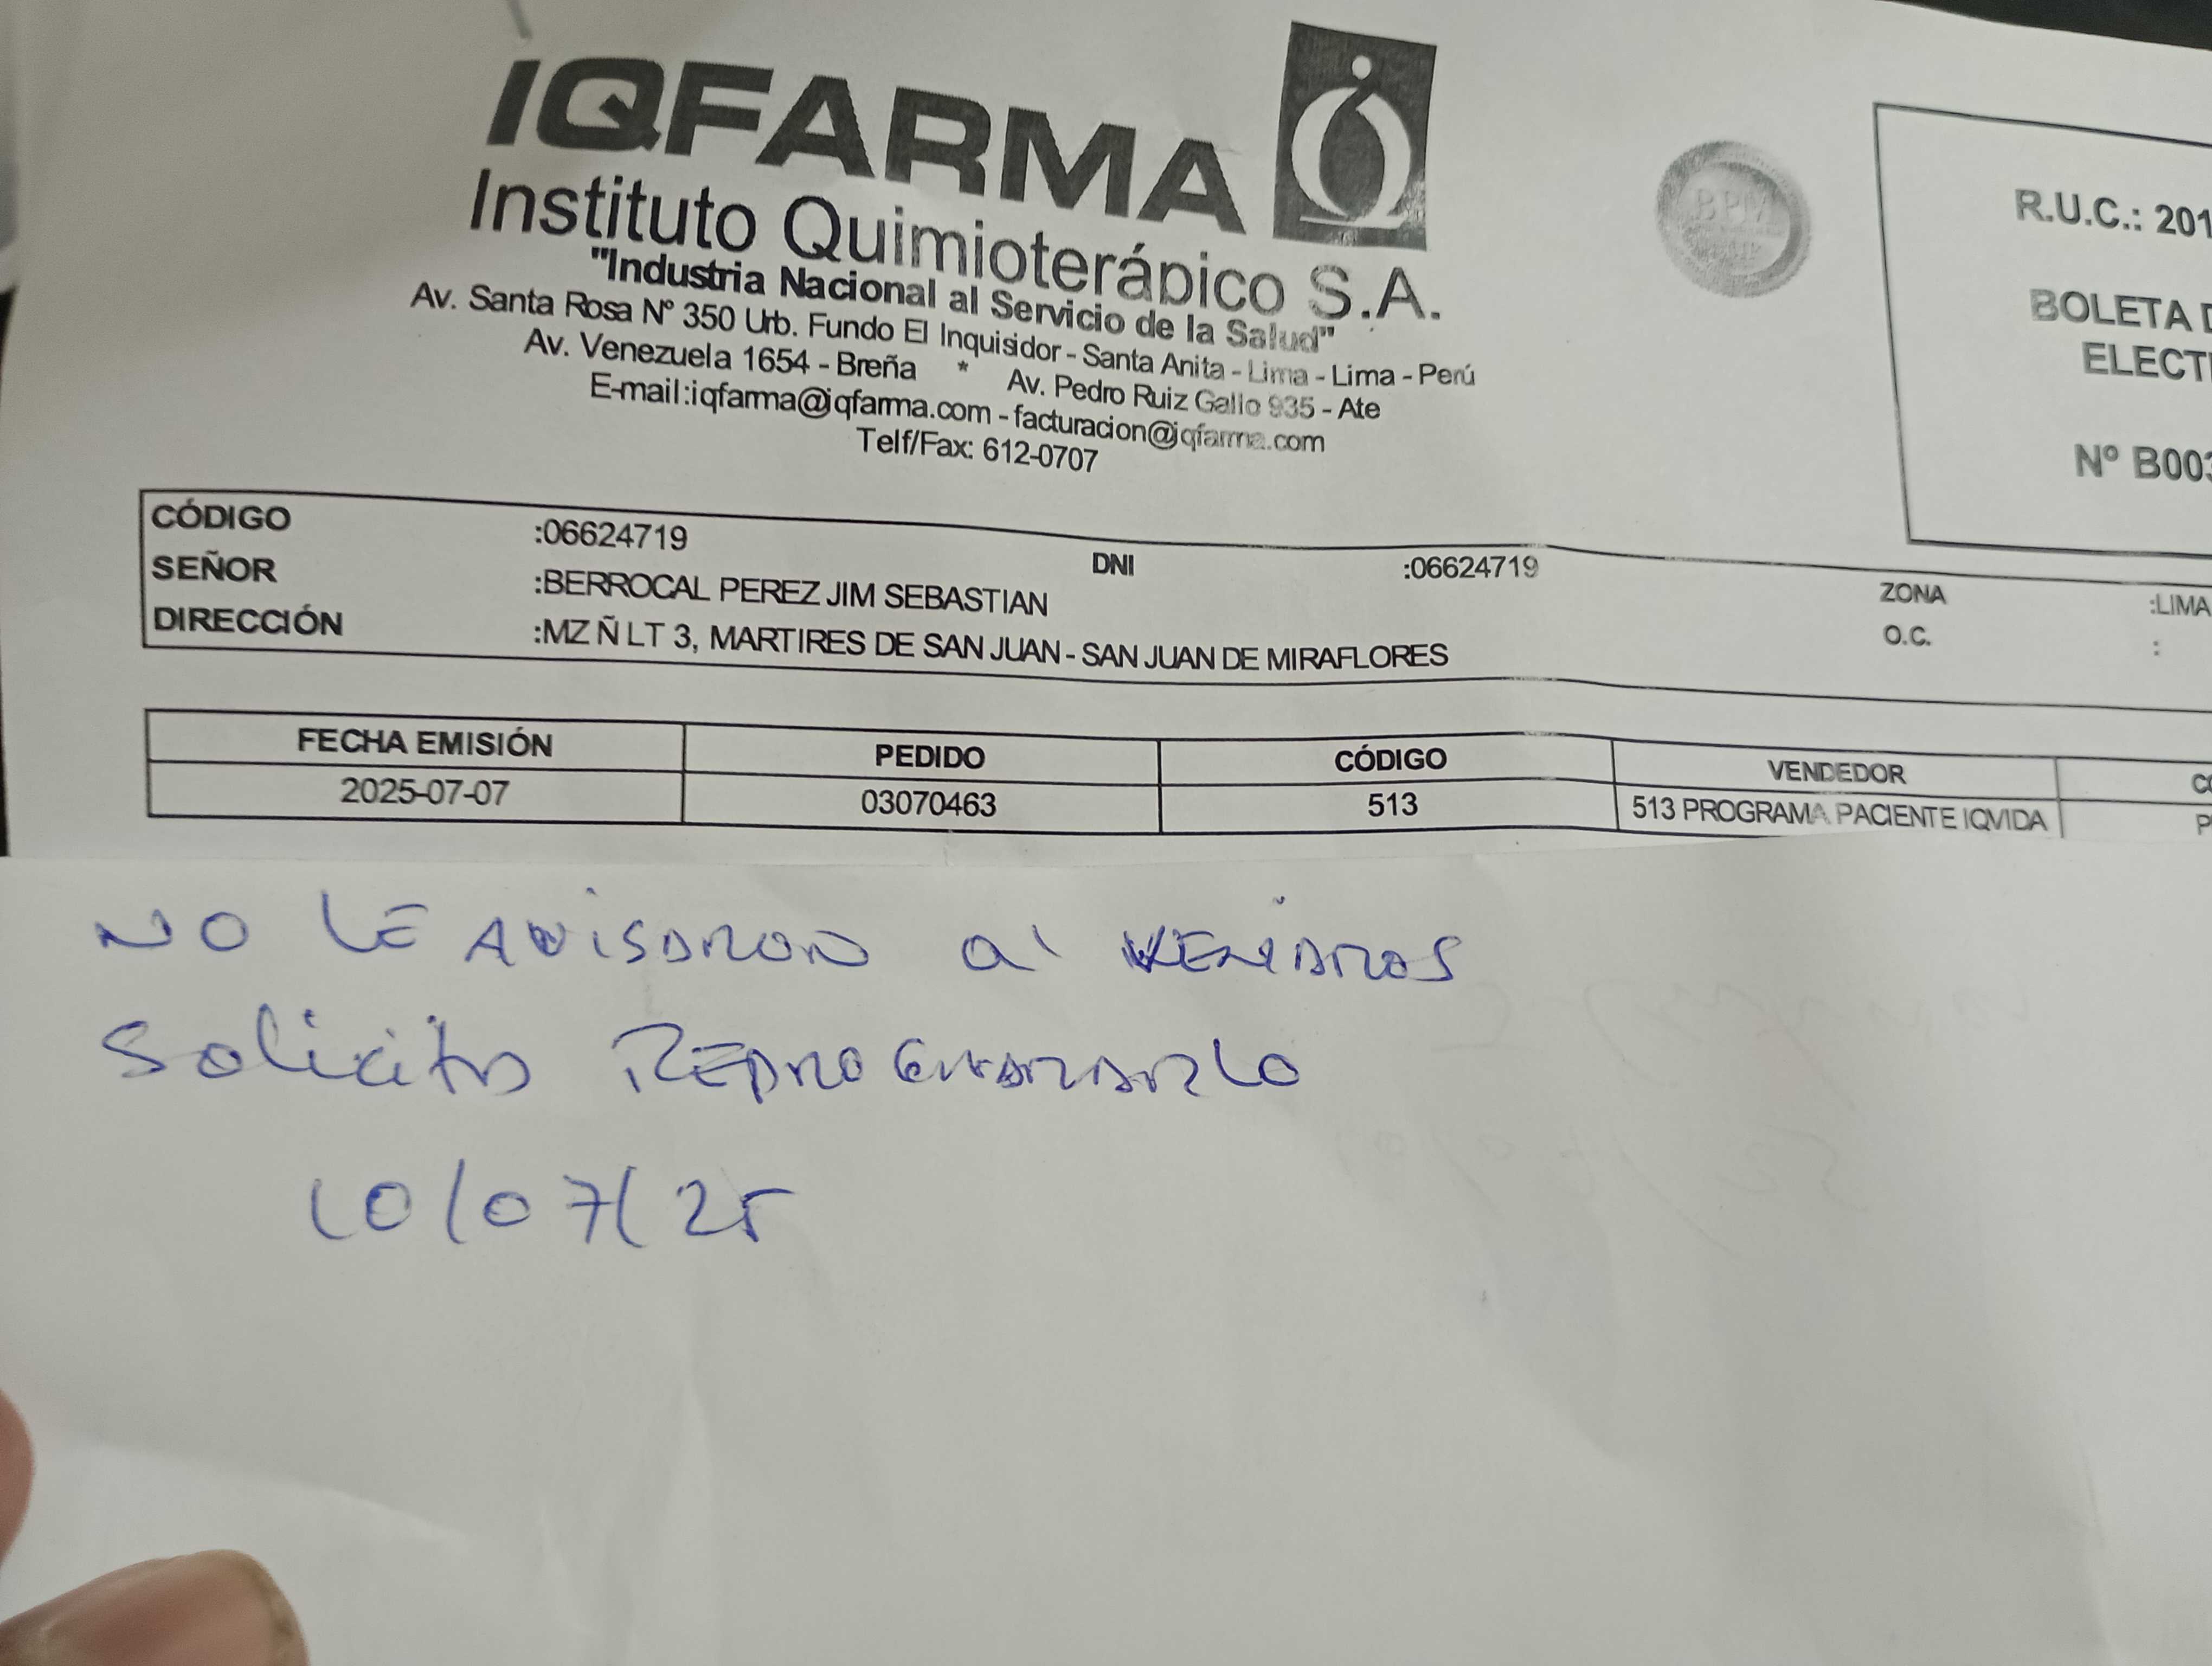 IQFARMA
Instituto Quimioterápico S.A.
"Industria Nacional al Servicio de la Salud"
Av. Santa Rosa Nº 350 Urb. Fundo El Inquisidor - Santa Anita - Lima - Lima - Perú
Av. Venezuela 1654 - Breña * Av. Pedro Ruiz Gallo 935 - Ate
E-mail:iqfarma@iqfarma.com - facturacion@iqfarma.com
Telf/Fax: 612-0707
BPM
R.U.C.: 201
BOLETA D
ELECT
Nº B003
CÓDIGO :06624719 DNI :06624719 ZONA :LIMA
SEÑOR :BERROCAL PEREZ JIM SEBASTIAN O.C. :
DIRECCIÓN :MZ Ñ LT 3, MARTIRES DE SAN JUAN - SAN JUAN DE MIRAFLORES
FECHA EMISIÓN PEDIDO CÓDIGO VENDEDOR
2025-07-07 03070463 513 513 PROGRAMA PACIENTE IQVIDA P
NO LE AVISARON
Solicito REPROGRAMARLO
10/07/25